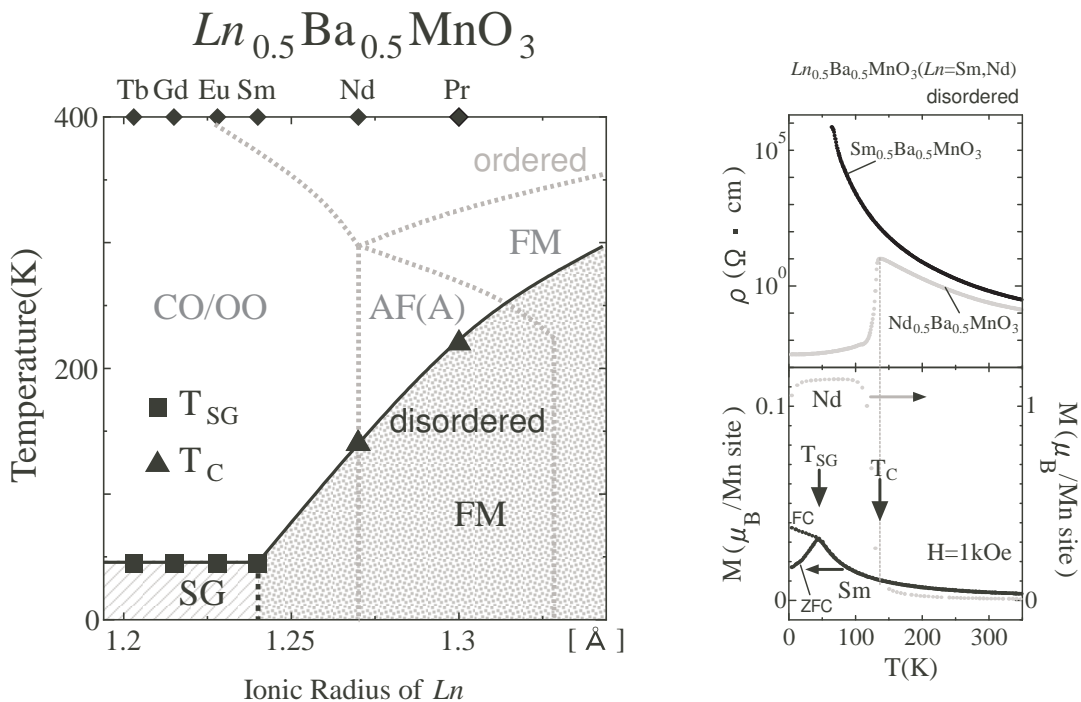 Ln0.5Ba0.5MnO3
Tb Gd Eu Sm Nd Pr
400
ordered
FM
CO/OO
AF(A)
200
TSG
disordered
TC
FM
SG
0
1.2 1.25 1.3 [ Å ]
Temperature(K)
Ionic Radius of Ln
Ln0.5Ba0.5MnO3(Ln=Sm,Nd)
disordered
10^5
Sm0.5Ba0.5MnO3
10^0
Nd0.5Ba0.5MnO3
ρ (Ω · cm)
0.1 Nd 1
TSG TC
FC
H=1kOe
Sm
ZFC
0 0
M (μB/Mn site)
M (μB/Mn site)
0 100 200 300
T(K)